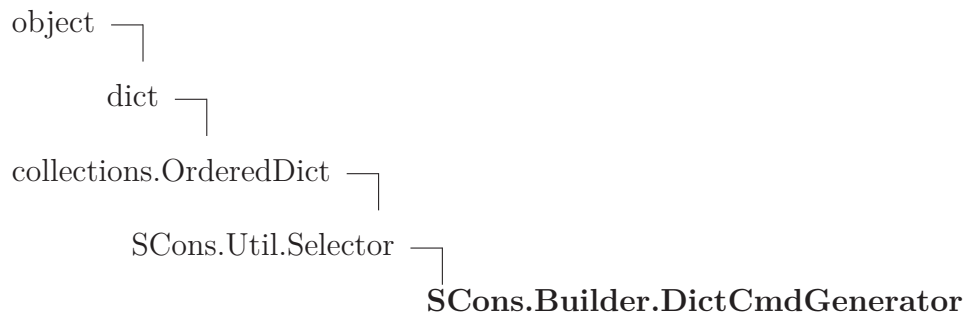 object
dict
collections.OrderedDict
SCons.Util.Selector
SCons.Builder.DictCmdGenerator